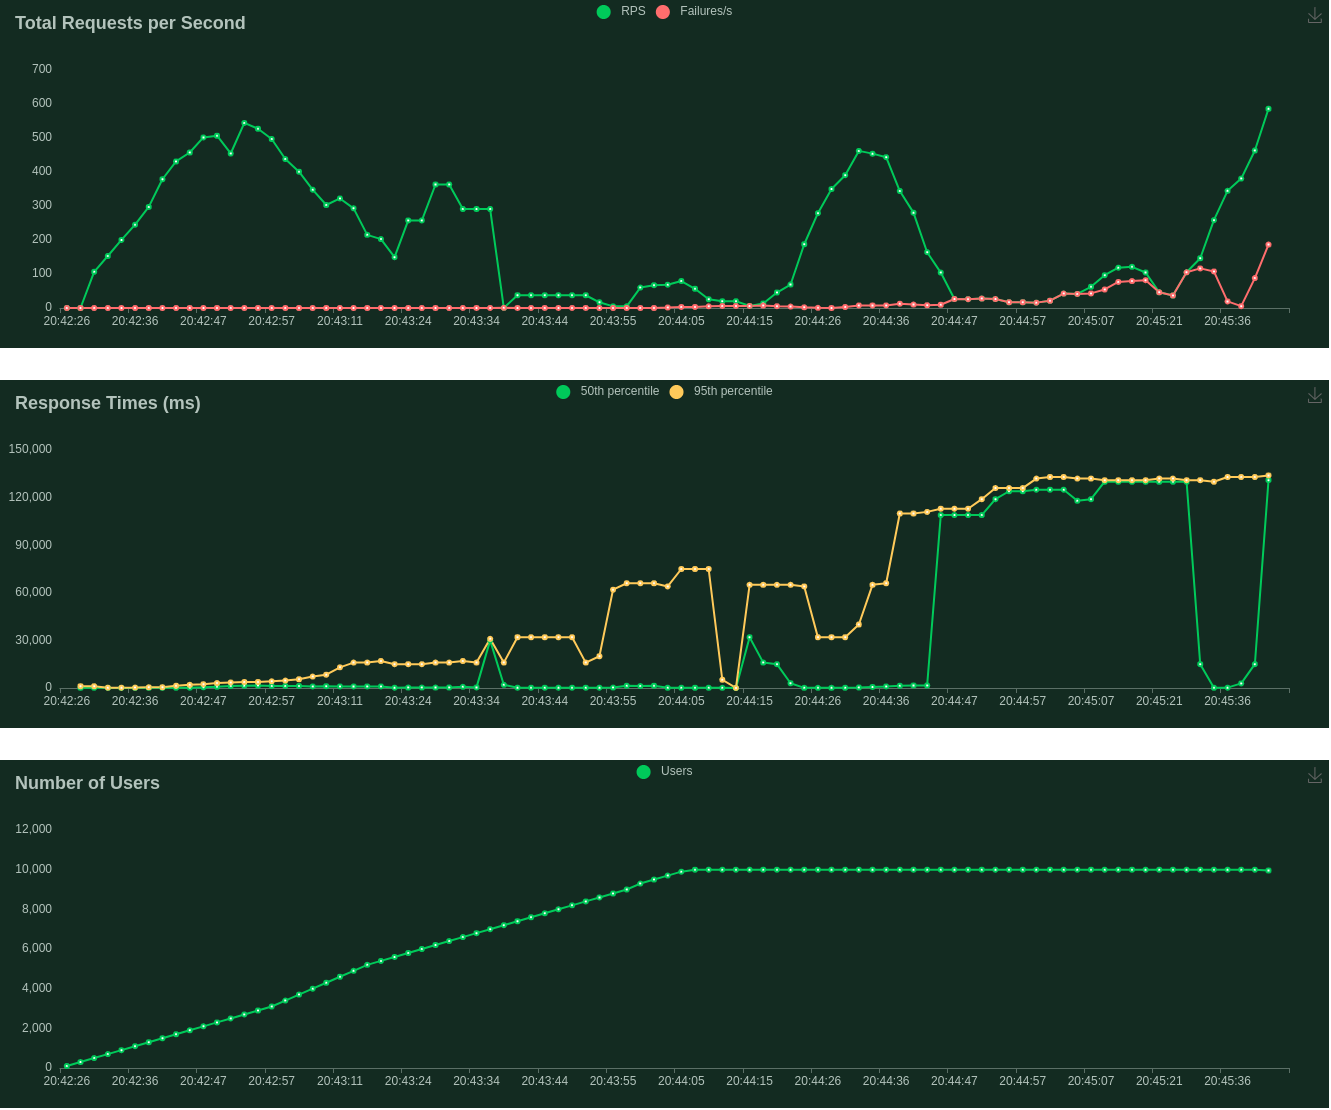 Total Requests per Second
RPS Failures/s
700
600
500
400
300
200
100
0
20:42:26 20:42:36 20:42:47 20:42:57 20:43:11 20:43:24 20:43:34 20:43:44 20:43:55 20:44:05 20:44:15 20:44:26 20:44:36 20:44:47 20:44:57 20:45:07 20:45:21 20:45:36
Response Times (ms)
50th percentile 95th percentile
150,000
120,000
90,000
60,000
30,000
0
20:42:26 20:42:36 20:42:47 20:42:57 20:43:11 20:43:24 20:43:34 20:43:44 20:43:55 20:44:05 20:44:15 20:44:26 20:44:36 20:44:47 20:44:57 20:45:07 20:45:21 20:45:36
Number of Users
Users
12,000
10,000
8,000
6,000
4,000
2,000
0
20:42:26 20:42:36 20:42:47 20:42:57 20:43:11 20:43:24 20:43:34 20:43:44 20:43:55 20:44:05 20:44:15 20:44:26 20:44:36 20:44:47 20:44:57 20:45:07 20:45:21 20:45:36